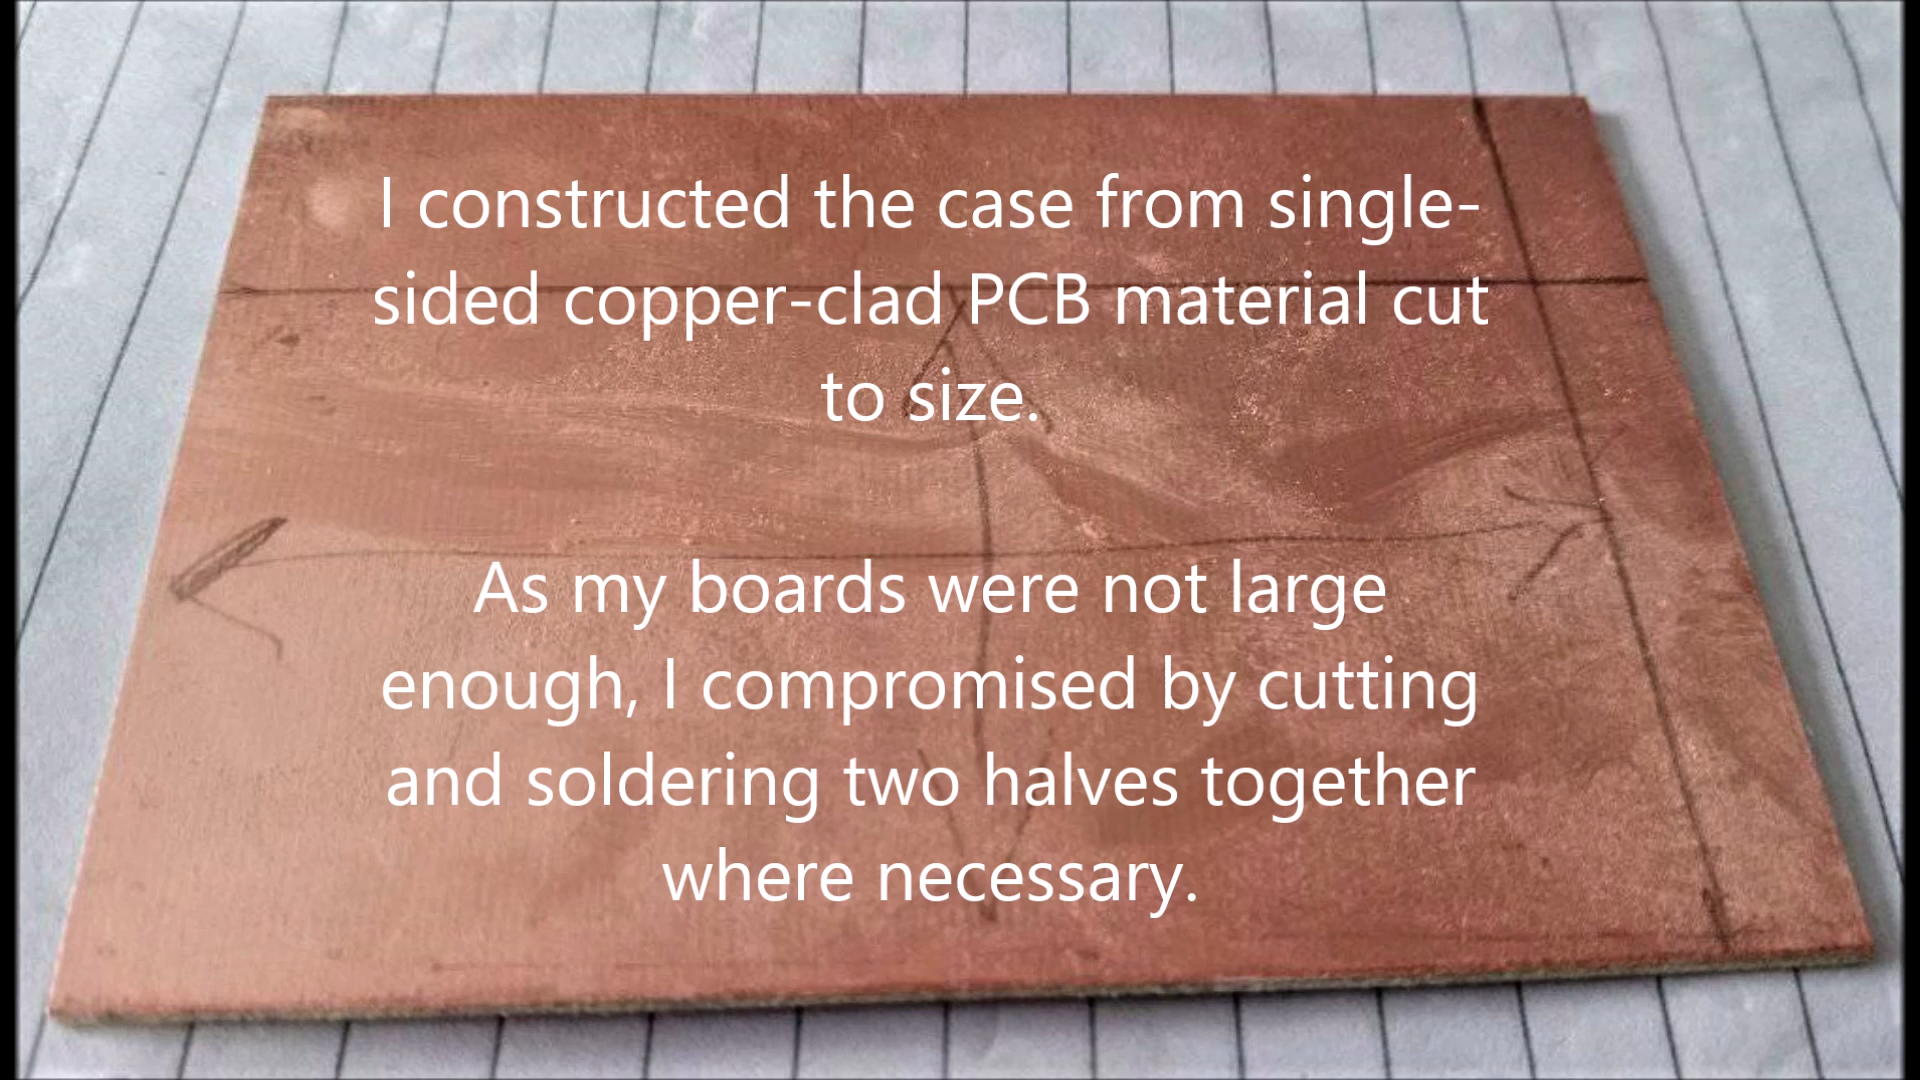 I constructed the case from single-
sided copper-clad PCB material cut
to size.
As my boards were not large
enough, I compromised by cutting
and soldering two halves together
where necessary.